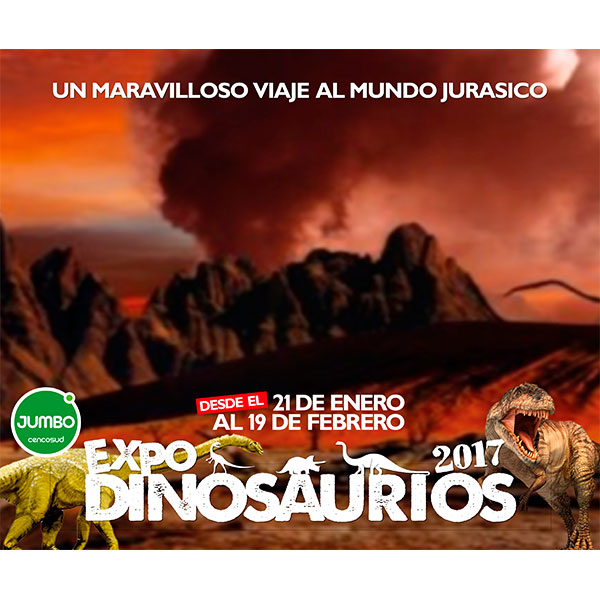 UN MARAVILLOSO VIAJE AL MUNDO JURASICO
DESDE EL 21 DE ENERO
AL 19 DE FEBRERO
JUMBO
cencosud
EXPO 2017
DINOSAURIOS